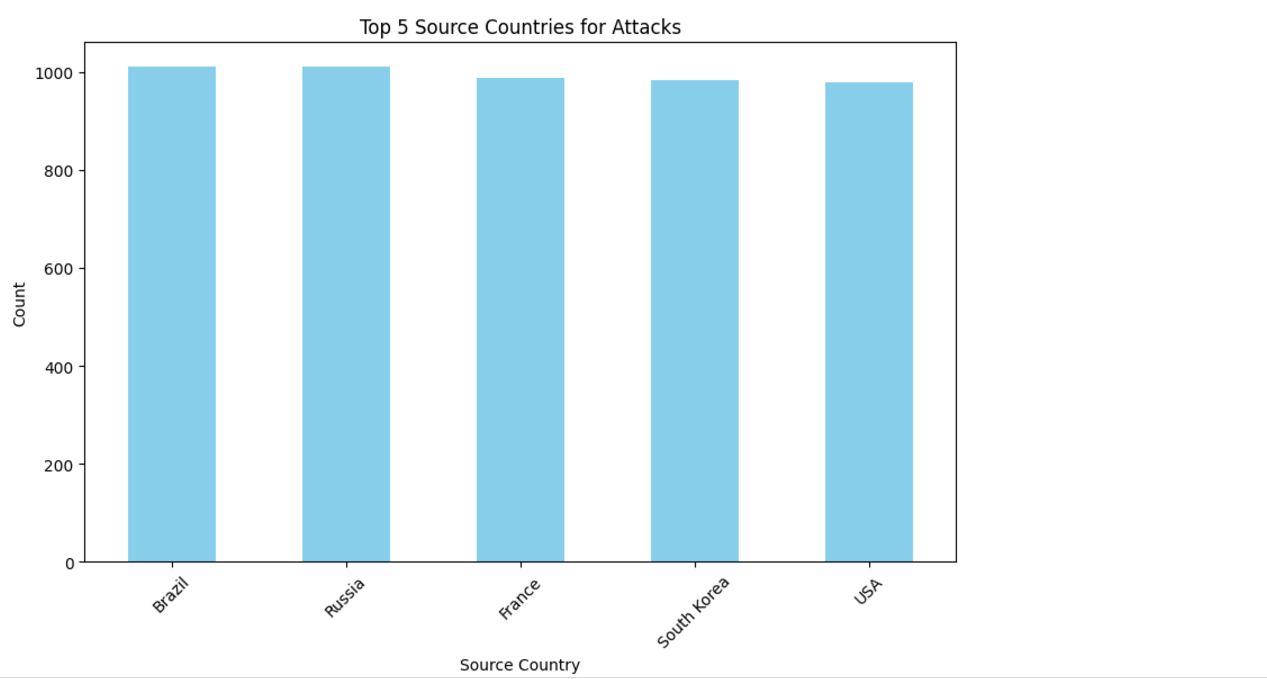 Top 5 Source Countries for Attacks
1000
800
600
400
200
0
Count
Brazil
Russia
France
South Korea
USA
Source Country